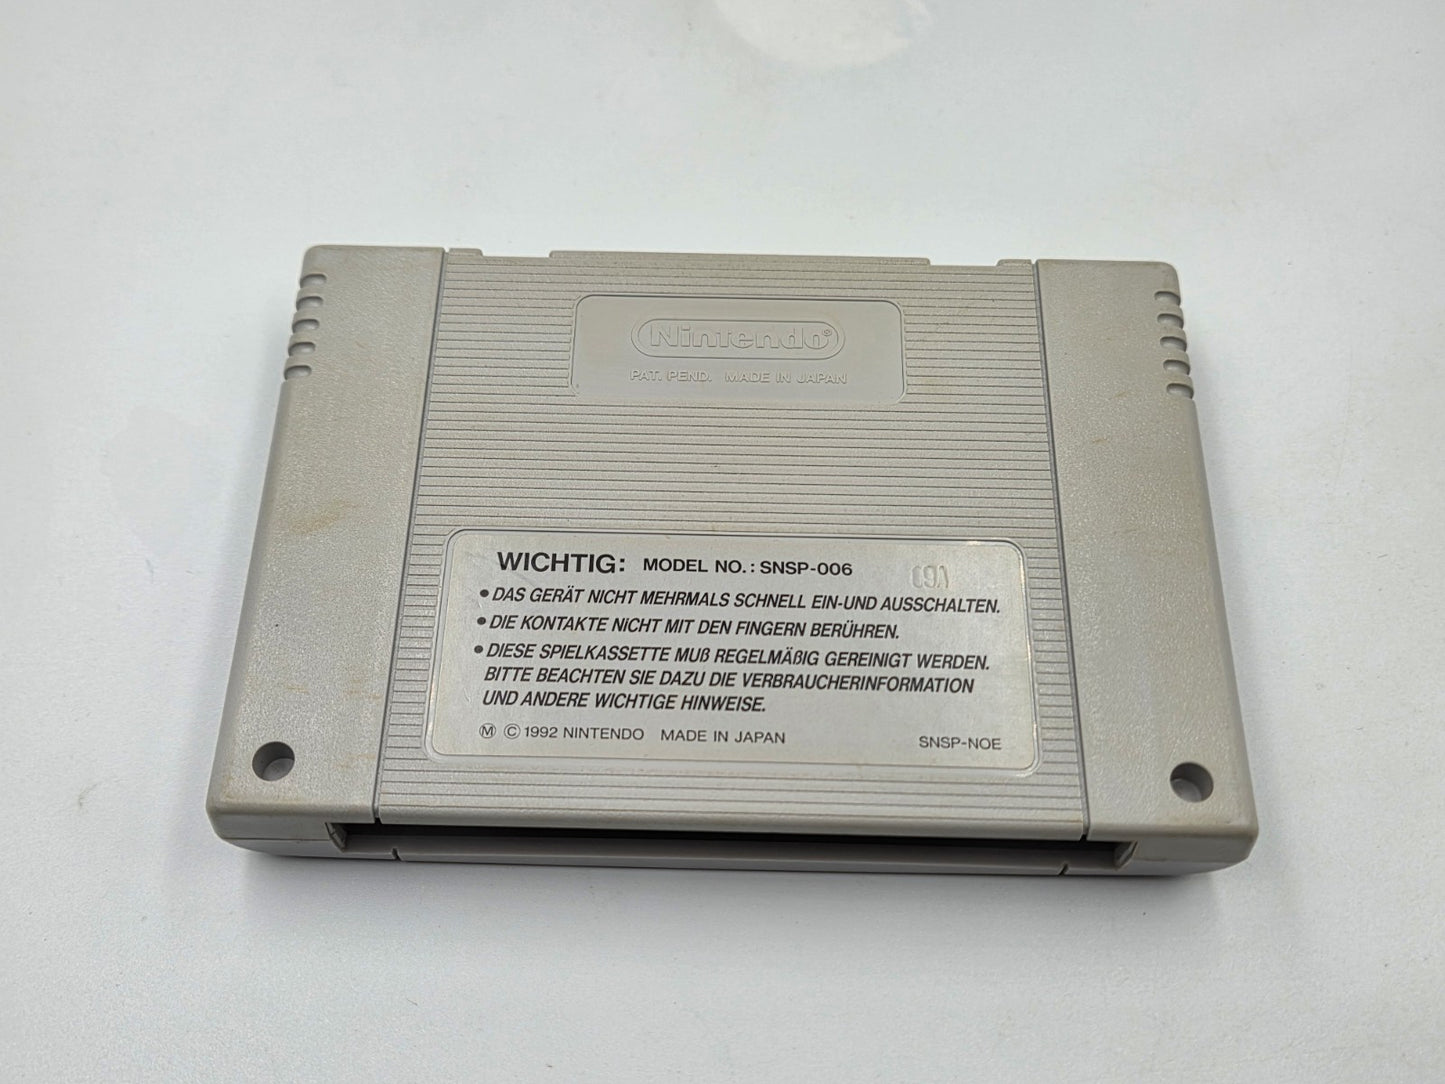 Nintendo®
PAT. PEND. MADE IN JAPAN
WICHTIG: MODEL NO.: SNSP-006
• DAS GERÄT NICHT MEHRMALS SCHNELL EIN-UND AUSSCHALTEN.
• DIE KONTAKTE NICHT MIT DEN FINGERN BERÜHREN.
• DIESE SPIELKASSETTE MUß REGELMÄßIG GEREINIGT WERDEN.
BITTE BEACHTEN SIE DAZU DIE VERBRAUCHERINFORMATION
UND ANDERE WICHTIGE HINWEISE.
Ⓜ © 1992 NINTENDO MADE IN JAPAN SNSP-NOE